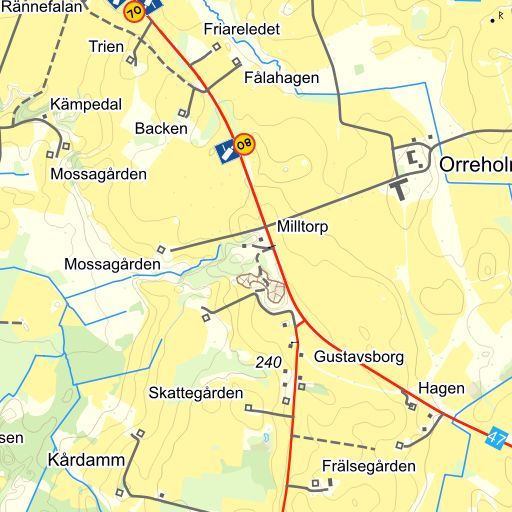 Rännefalan
70
Friareledet
R
Trien
Fålahagen
Kämpedal
Backen
80
Mossagården
Orreholm
Milltorp
Mossagården
240
Gustavsborg
Skattegården
Hagen
47
sen
Kårdamm
Frälsegården